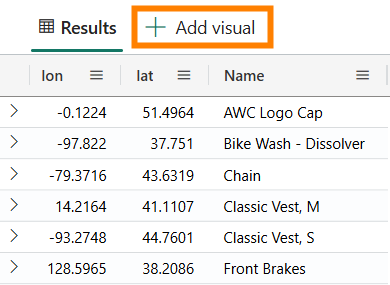 Results + Add visual
lon lat Name
-0.1224 51.4964 AWC Logo Cap
-97.822 37.751 Bike Wash - Dissolver
-79.3716 43.6319 Chain
14.2164 41.1107 Classic Vest, M
-93.2748 44.7601 Classic Vest, S
128.5965 38.2086 Front Brakes